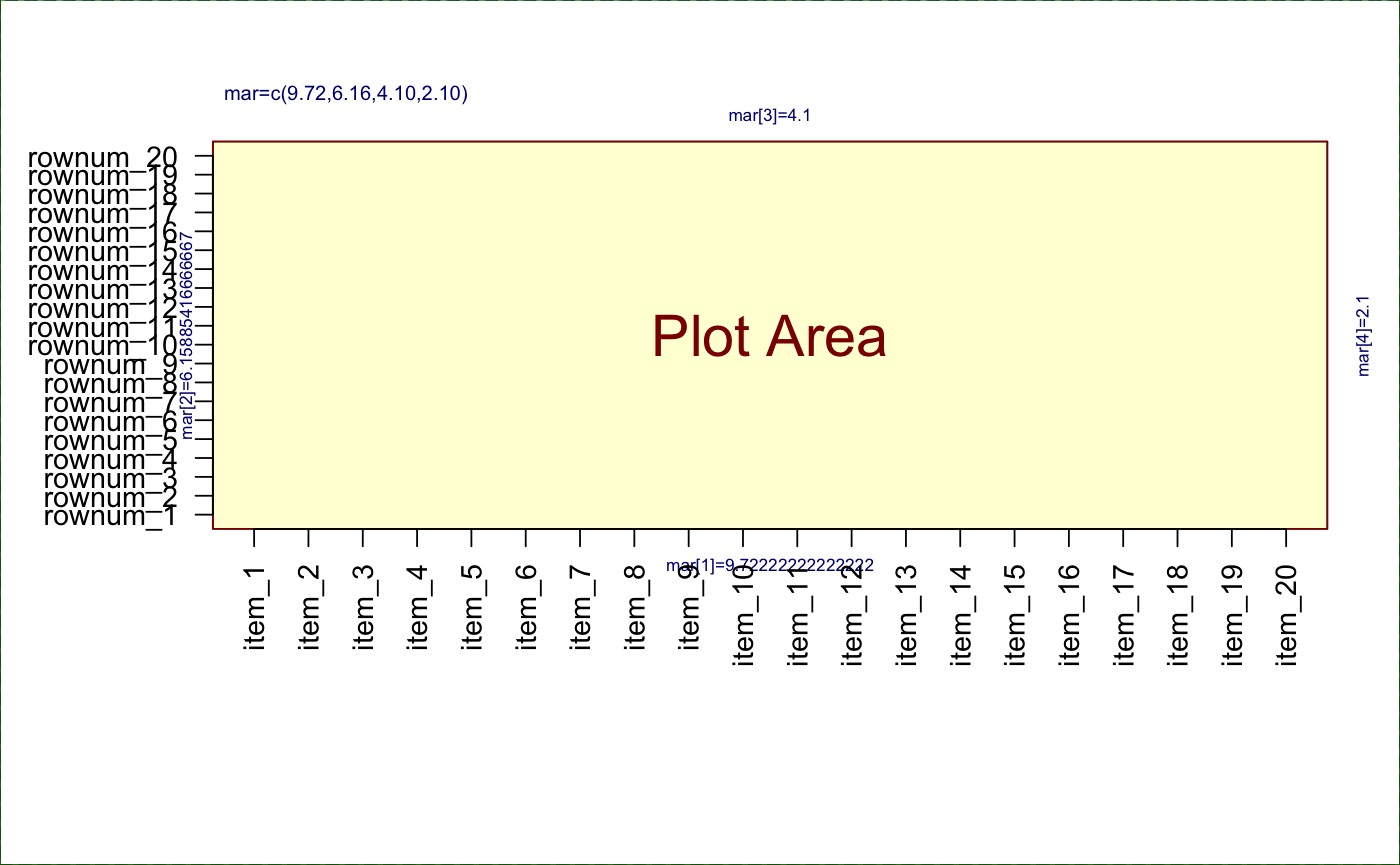 mar=c(9.72,6.16,4.10,2.10)
mar[3]=4.1
rownum_20
rownum_19
rownum_18
rownum_17
rownum_16
rownum_15
rownum_14
rownum_13
rownum_12
rownum_11
rownum_10
rownum_9
rownum_8
rownum_7
rownum_6
rownum_5
rownum_4
rownum_3
rownum_2
rownum_1
mar[2]=6.15885416666667
Plot Area
mar[4]=2.1
mar[1]=9.72222222222222
item_1
item_2
item_3
item_4
item_5
item_6
item_7
item_8
item_9
item_10
item_11
item_12
item_13
item_14
item_15
item_16
item_17
item_18
item_19
item_20